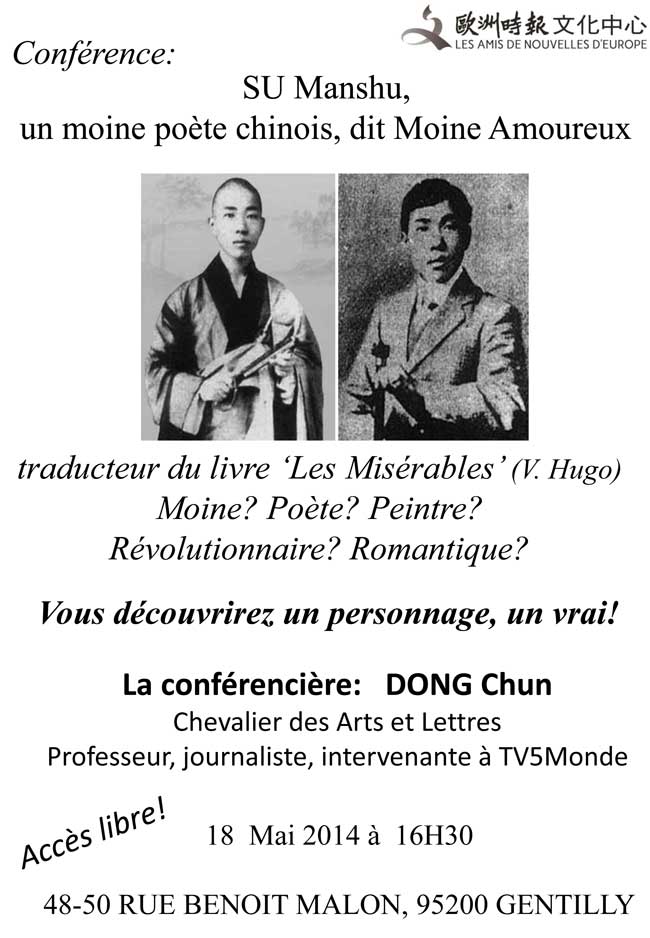 歐洲時報文化中心
LES AMIS DE NOUVELLES D'EUROPE
Conférence:
SU Manshu,
un moine poète chinois, dit Moine Amoureux
traducteur du livre ‘Les Misérables’ (V. Hugo)
Moine? Poète? Peintre?
Révolutionnaire? Romantique?
Vous découvrirez un personnage, un vrai!
La conférencière: DONG Chun
Chevalier des Arts et Lettres
Professeur, journaliste, intervenante à TV5Monde
Accès libre!
18 Mai 2014 à 16H30
48-50 RUE BENOIT MALON, 95200 GENTILLY